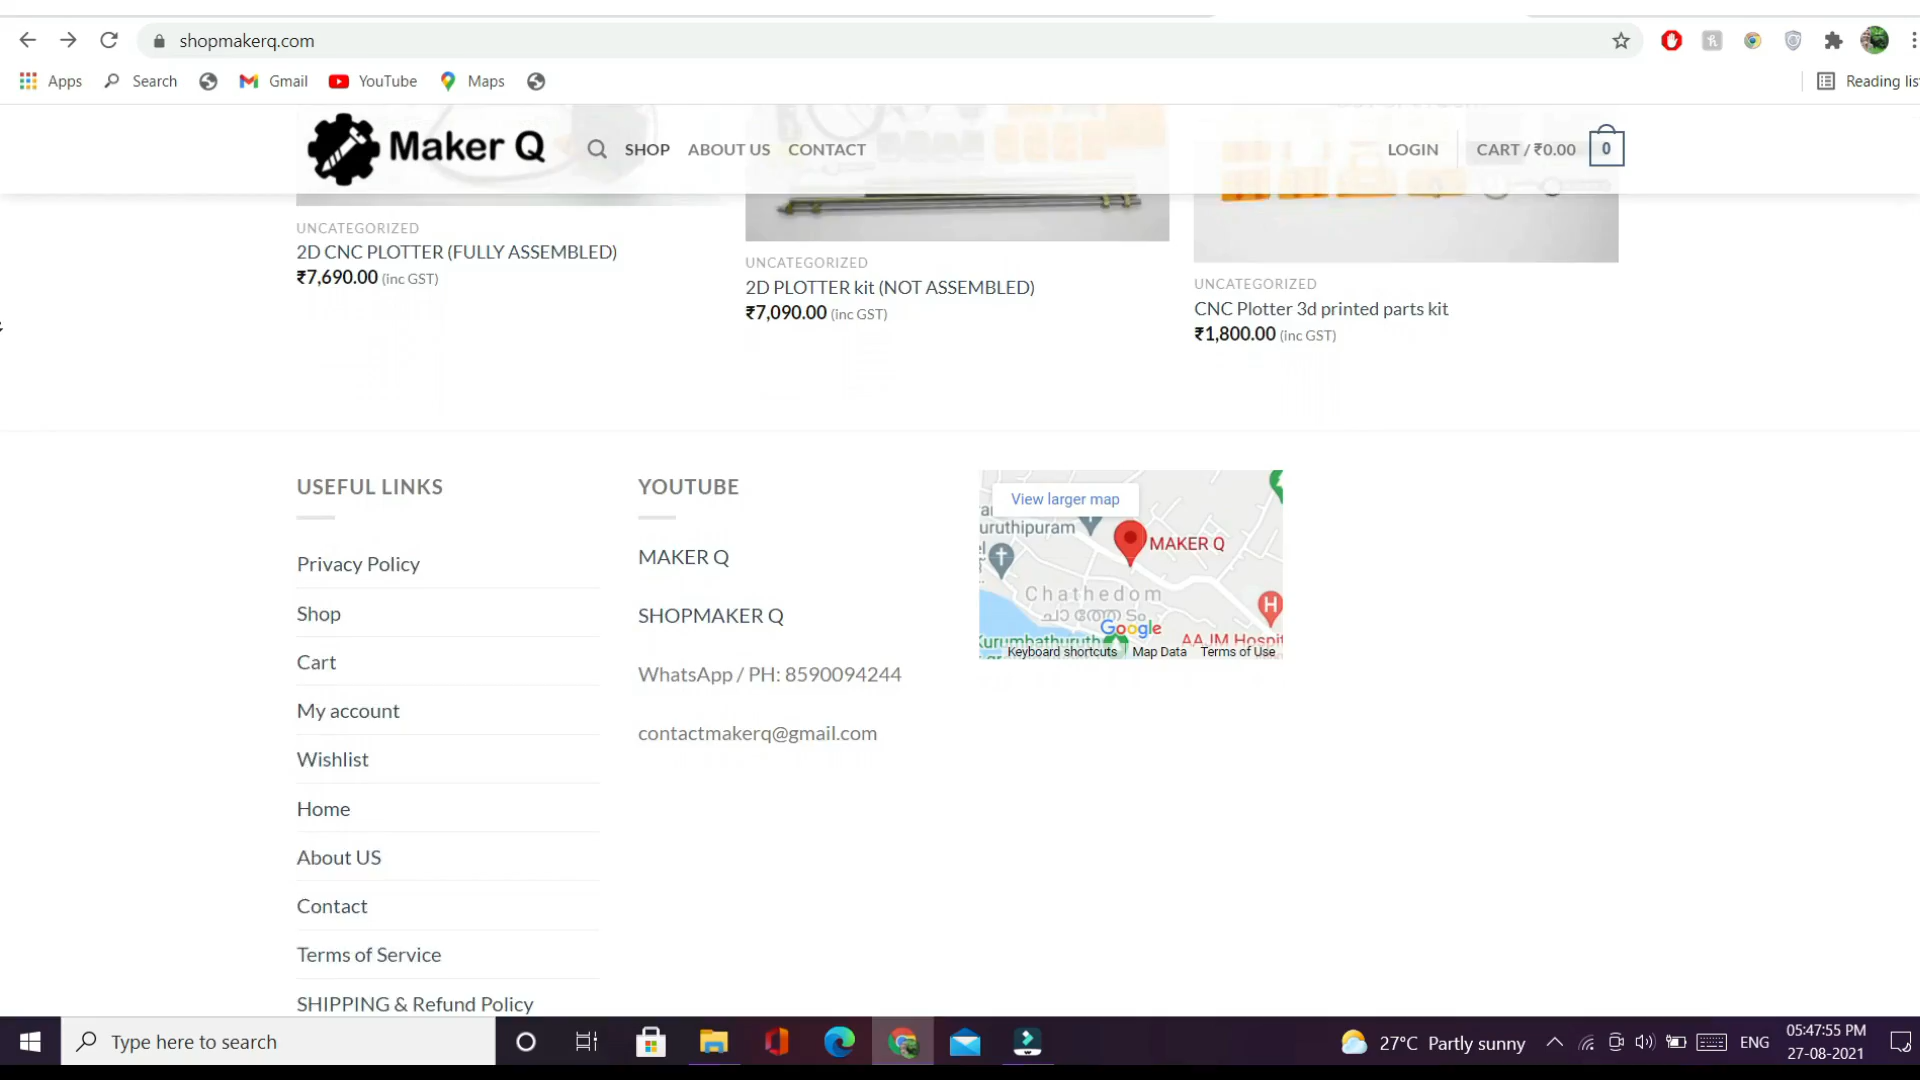 shopmakerq.com
Apps
Search
Gmail
YouTube
Maps
Reading lis
Maker Q
SHOP
ABOUT US
CONTACT
LOGIN
CART / ₹0.00
0
UNCATEGORIZED
2D CNC PLOTTER (FULLY ASSEMBLED)
₹7,690.00 (inc GST)
UNCATEGORIZED
2D PLOTTER kit (NOT ASSEMBLED)
₹7,090.00 (inc GST)
UNCATEGORIZED
CNC Plotter 3d printed parts kit
₹1,800.00 (inc GST)
USEFUL LINKS
Privacy Policy
Shop
Cart
My account
Wishlist
Home
About US
Contact
Terms of Service
SHIPPING & Refund Policy
YOUTUBE
MAKER Q
SHOPMAKER Q
WhatsApp / PH: 8590094244
contactmakerq@gmail.com
View larger map
uruthipuram
MAKER Q
Chathedom
ചാത്തേടം
H
Google
AAJM Hospit
Kurumbathuruth
Keyboard shortcuts
Map Data
Terms of Use
Type here to search
27°C Partly sunny
ENG
05:47:55 PM
27-08-2021